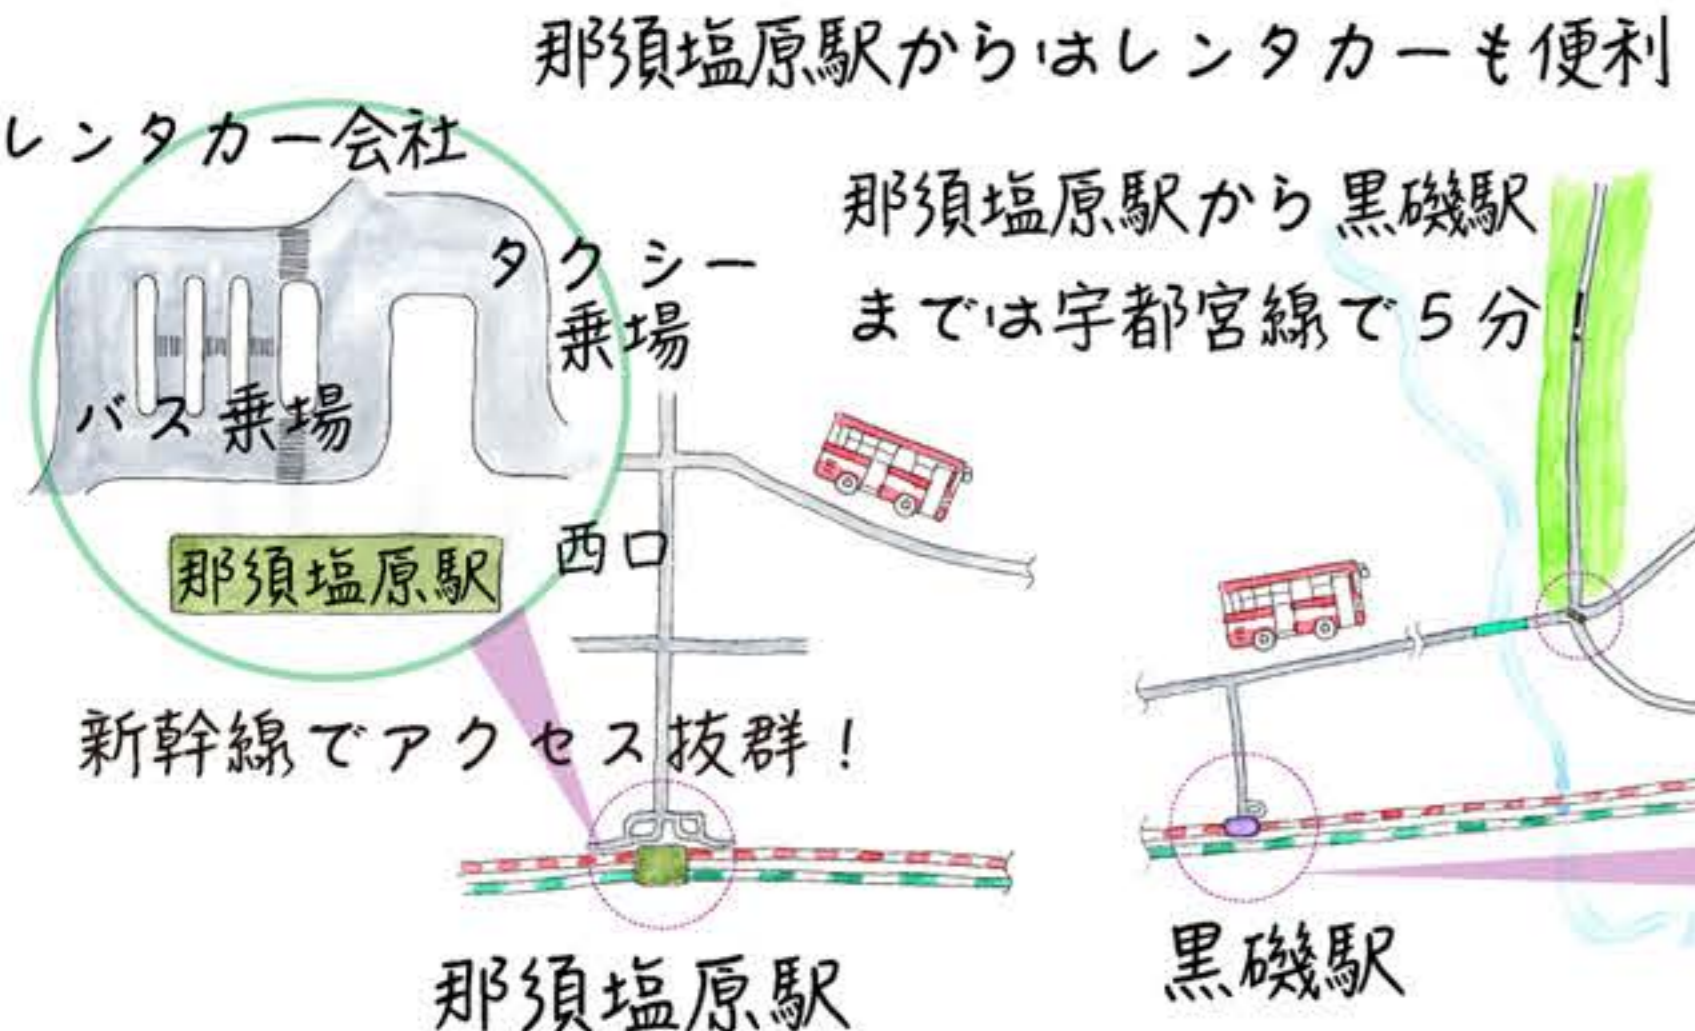 那須塩原駅からはレンタカーも便利
レンタカー会社
那須塩原駅から黒磯駅
までは宇都宮線で5分
タクシー
乗場
バス乗場
西口
那須塩原駅
新幹線でアクセス抜群!
那須塩原駅
黒磯駅